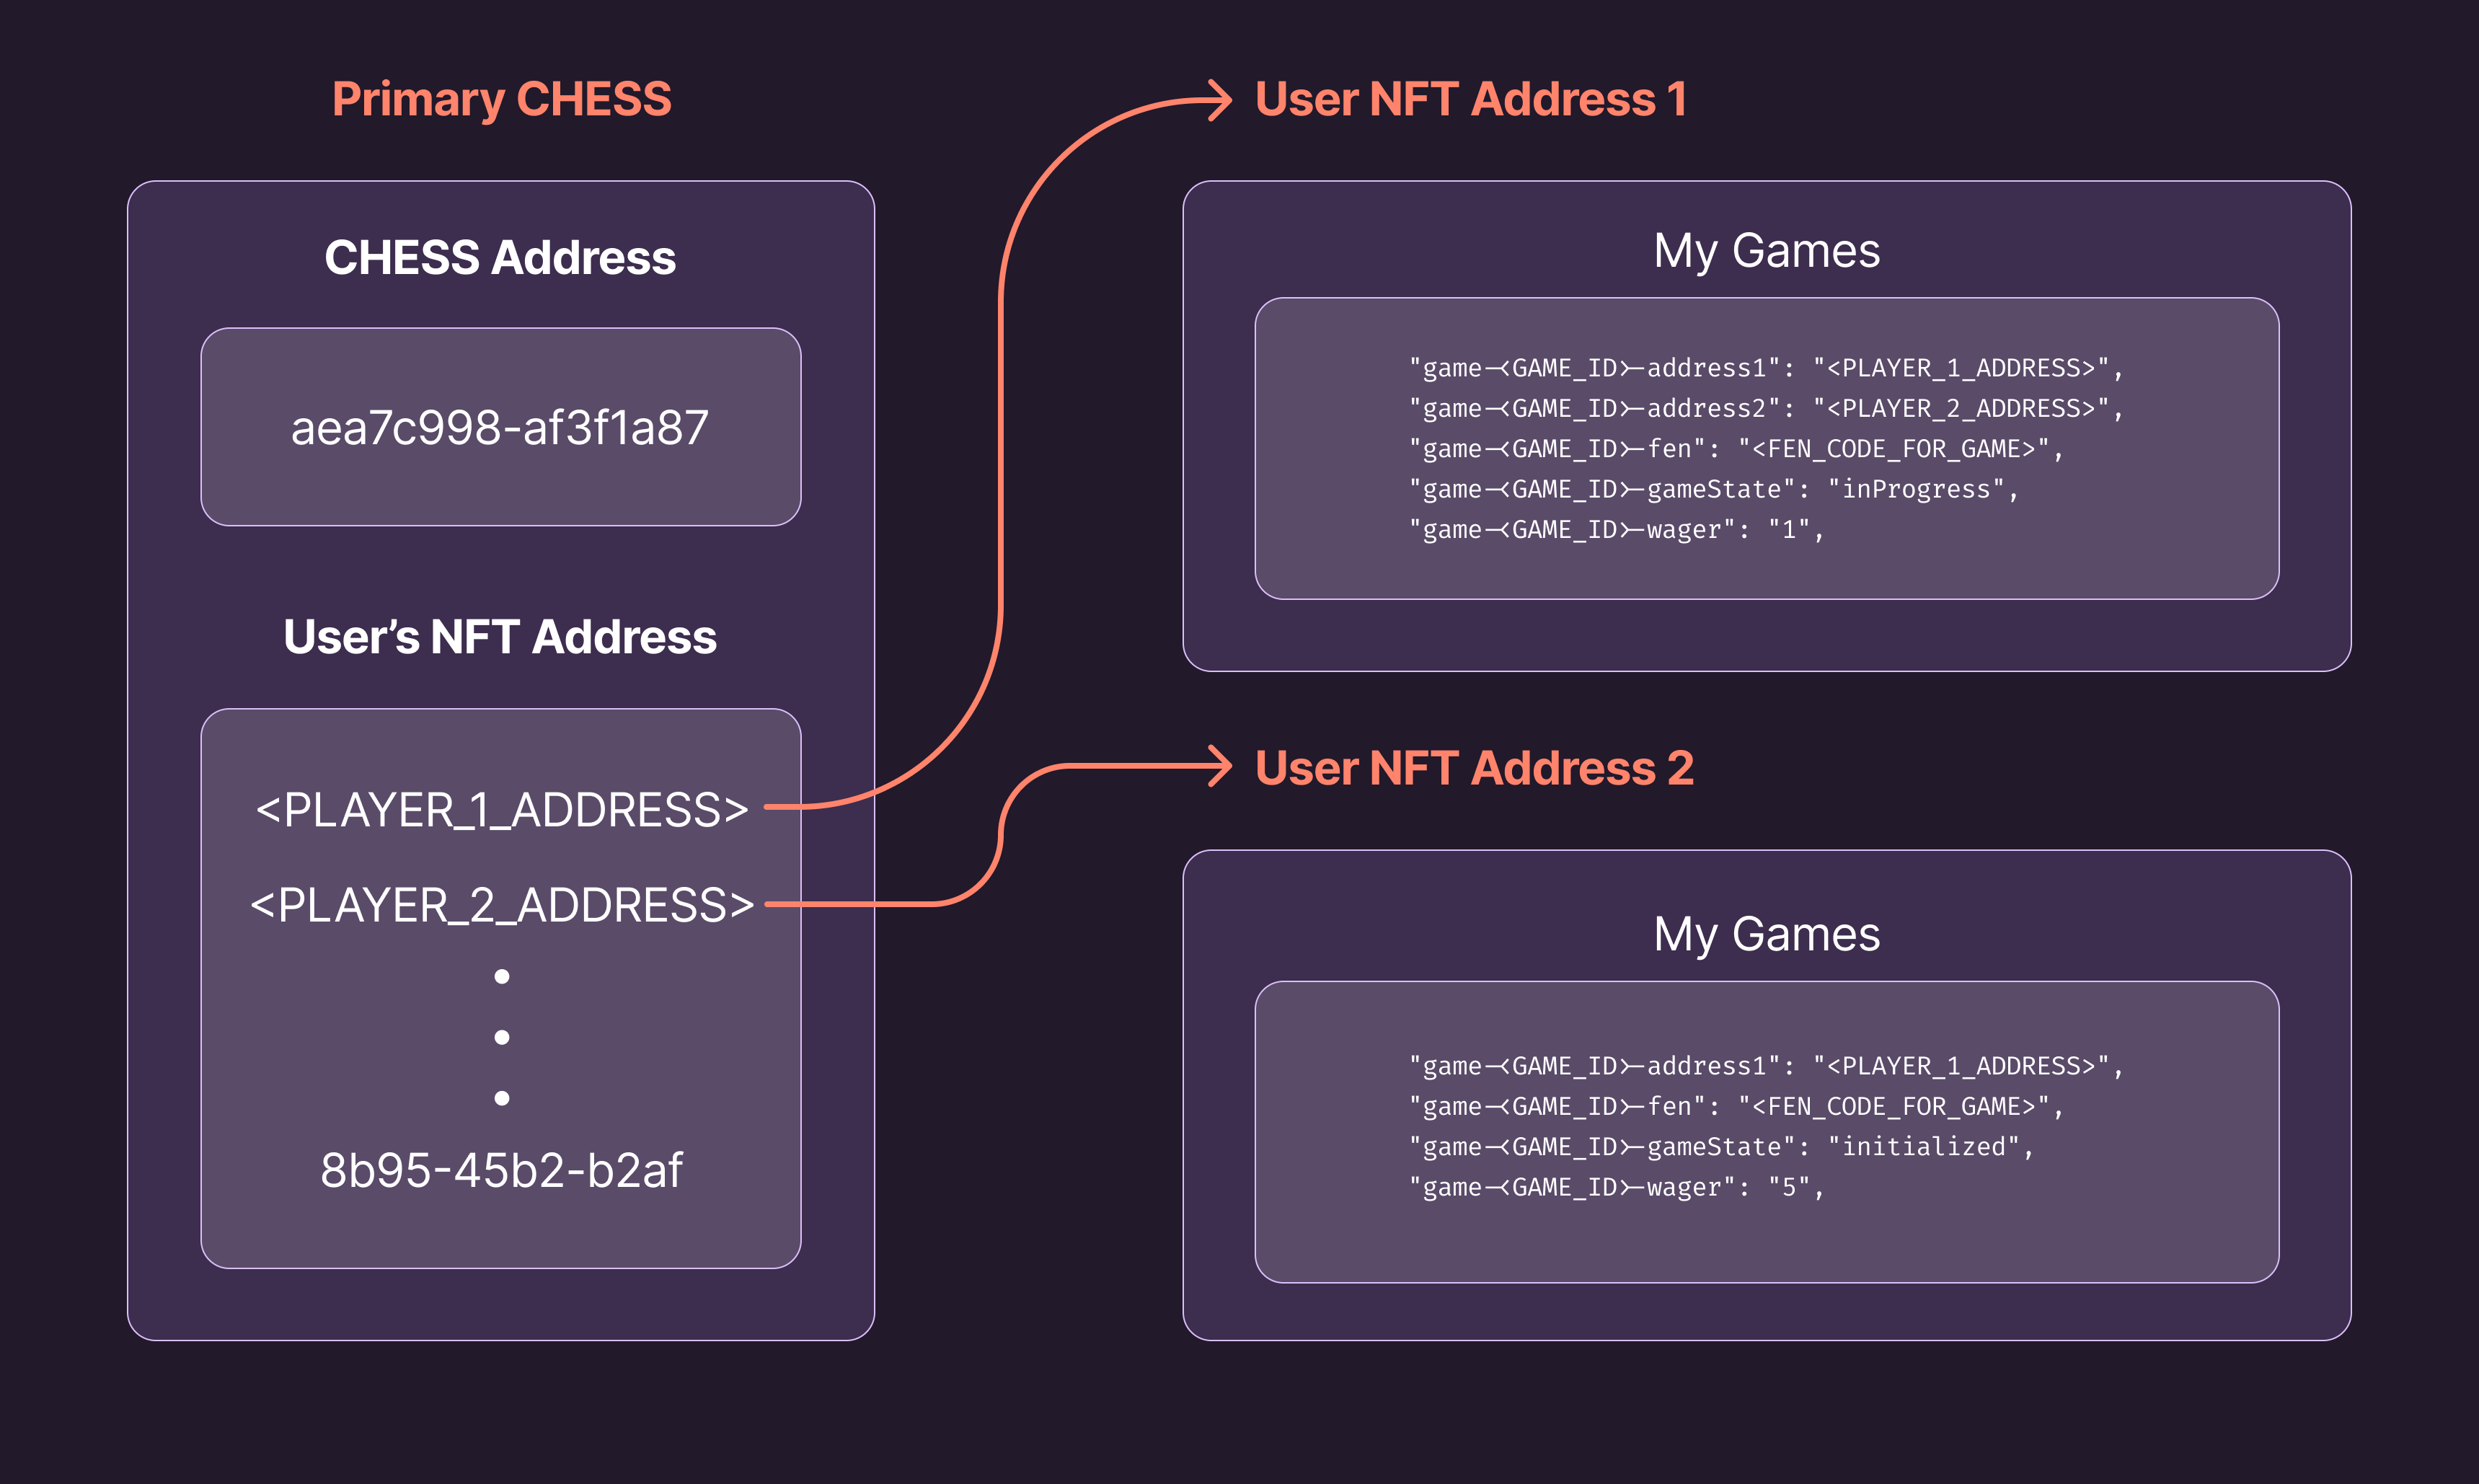 Primary CHESS
CHESS Address
aea7c998-af3f1a87
User’s NFT Address
<PLAYER_1_ADDRESS>
<PLAYER_2_ADDRESS>
8b95-45b2-b2af
User NFT Address 1
My Games
"game-<GAME_ID>-address1": "<PLAYER_1_ADDRESS>",
"game-<GAME_ID>-address2": "<PLAYER_2_ADDRESS>",
"game-<GAME_ID>-fen": "<FEN_CODE_FOR_GAME>",
"game-<GAME_ID>-gameState": "inProgress",
"game-<GAME_ID>-wager": "1",
User NFT Address 2
My Games
"game-<GAME_ID>-address1": "<PLAYER_1_ADDRESS>",
"game-<GAME_ID>-fen": "<FEN_CODE_FOR_GAME>",
"game-<GAME_ID>-gameState": "initialized",
"game-<GAME_ID>-wager": "5",